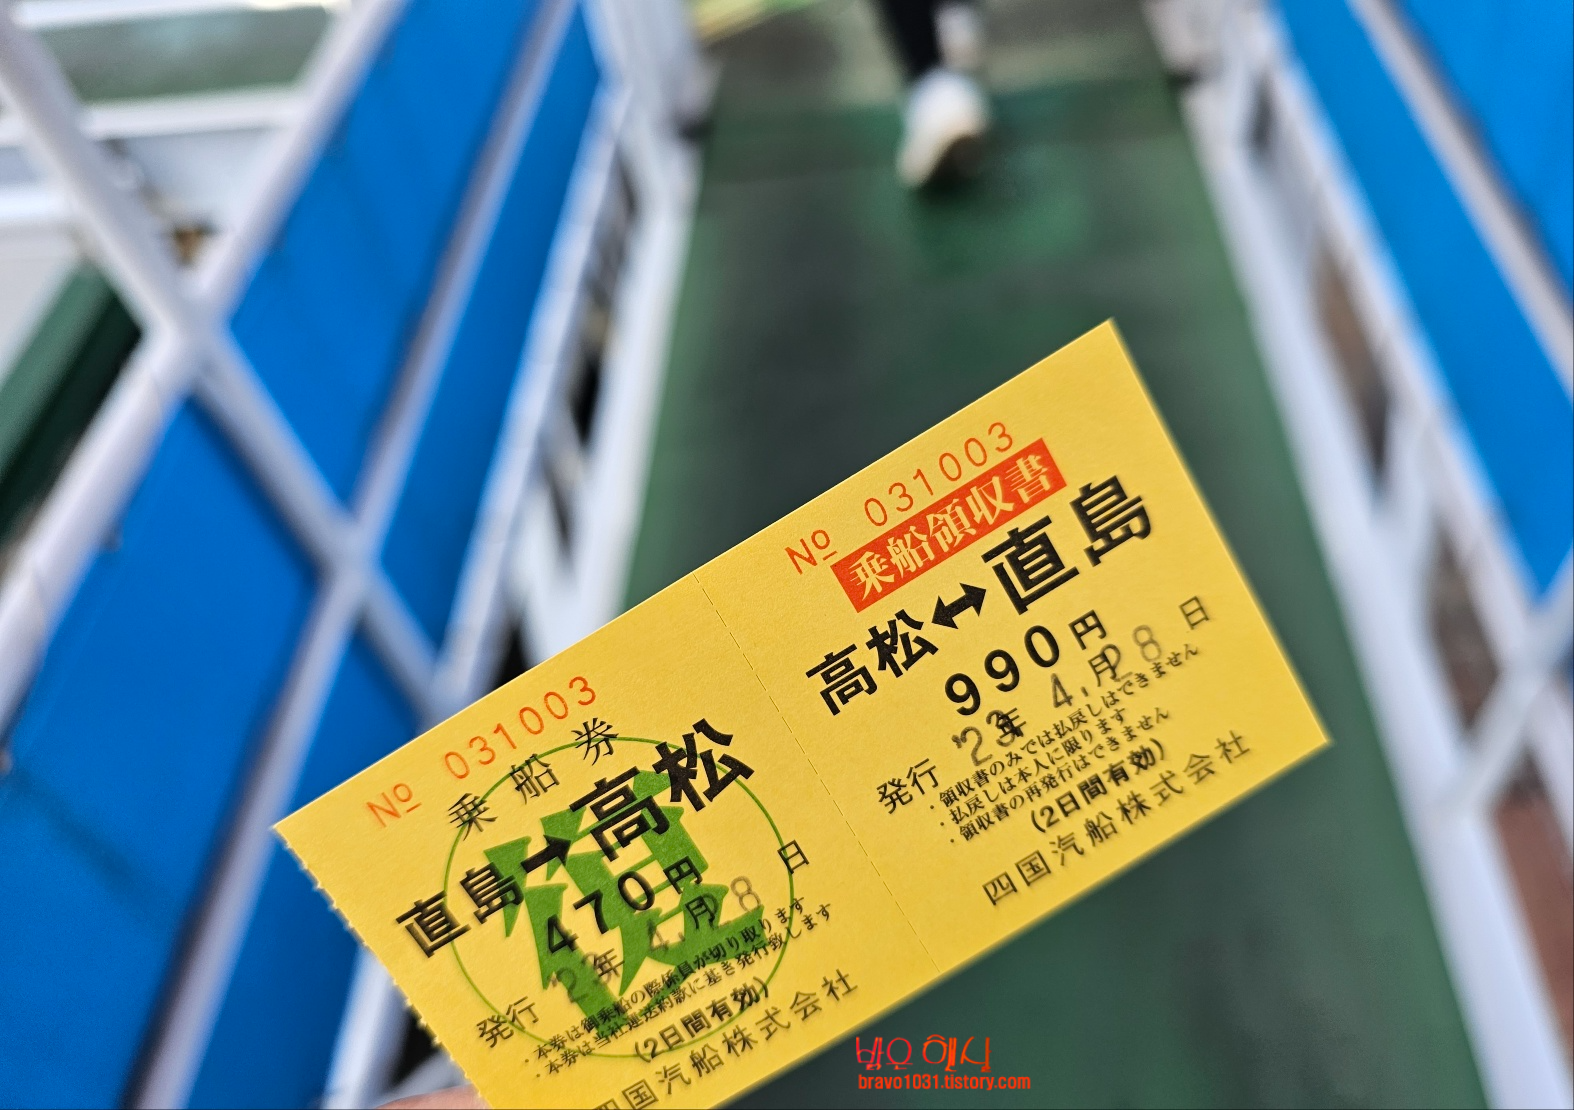 № 031003
乗船券
直島→高松
470円
発行 '23年 4月28日
・本券は御乗船の際係員が切り取ります
・本券は当社運送約款に基き発行致します
(2日間有効)
四国汽船株式会社
復
№ 031003
乗船領収書
高松↔直島
990円
発行 '23年 4.月28日
・領収書のみでは払戻しはできません
・払戻しは本人に限ります
・領収書の再発行はできません
(2日間有効)
四国汽船株式会社
bravo1031.tistory.com